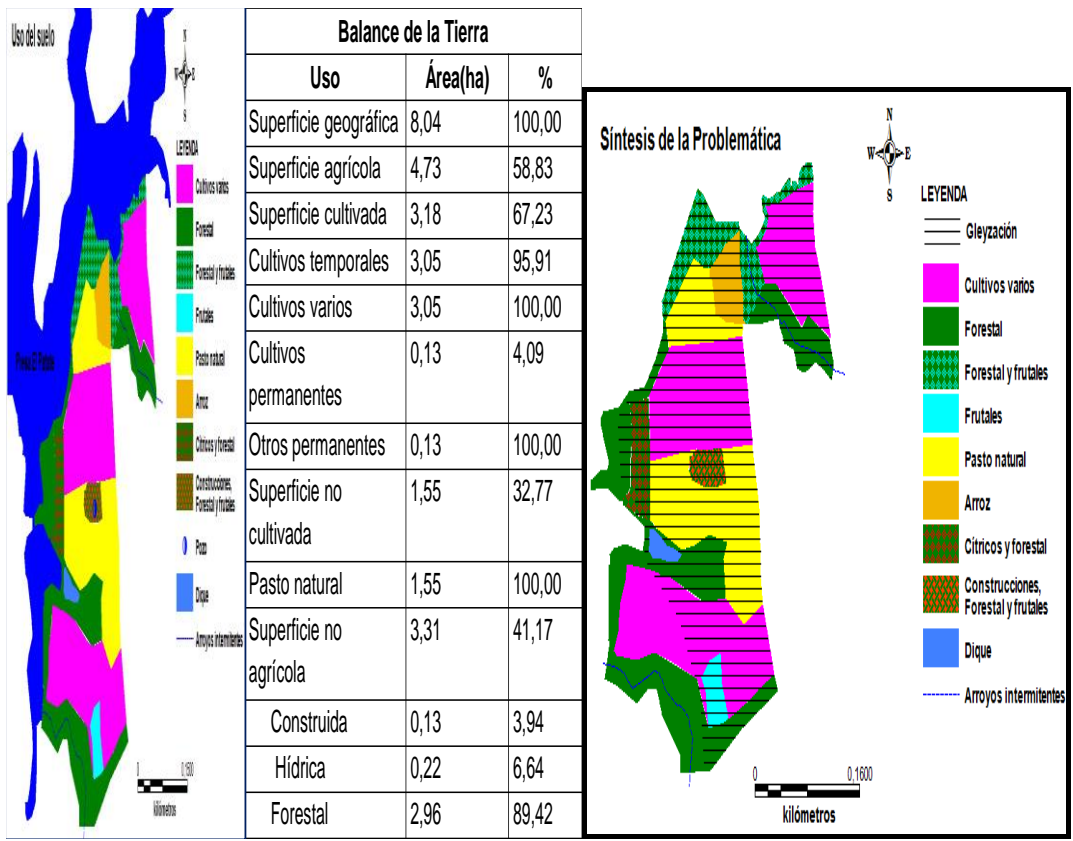 Uso del suelo
N
W
E
S
LEYENDA
Cultivos varios
Forestal
Forestal y frutales
Frutales
Pasto natural
Arroz
Cítricos y forestal
Construcciones,
Forestal y frutales
Pozo
Dique
Arroyos intermitentes
Presa El
0
0,1500
kilómetros
Balance de la Tierra
Uso Área(ha) %
Superficie geográfica 8,04 100,00
Superficie agrícola 4,73 58,83
Superficie cultivada 3,18 67,23
Cultivos temporales 3,05 95,91
Cultivos varios 3,05 100,00
Cultivos 0,13 4,09
permanentes
Otros permanentes 0,13 100,00
Superficie no 1,55 32,77
cultivada
Pasto natural 1,55 100,00
Superficie no 3,31 41,17
agrícola
Construida 0,13 3,94
Hídrica 0,22 6,64
Forestal 2,96 89,42
Síntesis de la Problemática
N
W E
S
LEYENDA
Gleyzación
Cultivos varios
Forestal
Forestal y frutales
Frutales
Pasto natural
Arroz
Cítricos y forestal
Construcciones,
Forestal y frutales
Dique
Arroyos intermitentes
0 0,1600
kilómetros